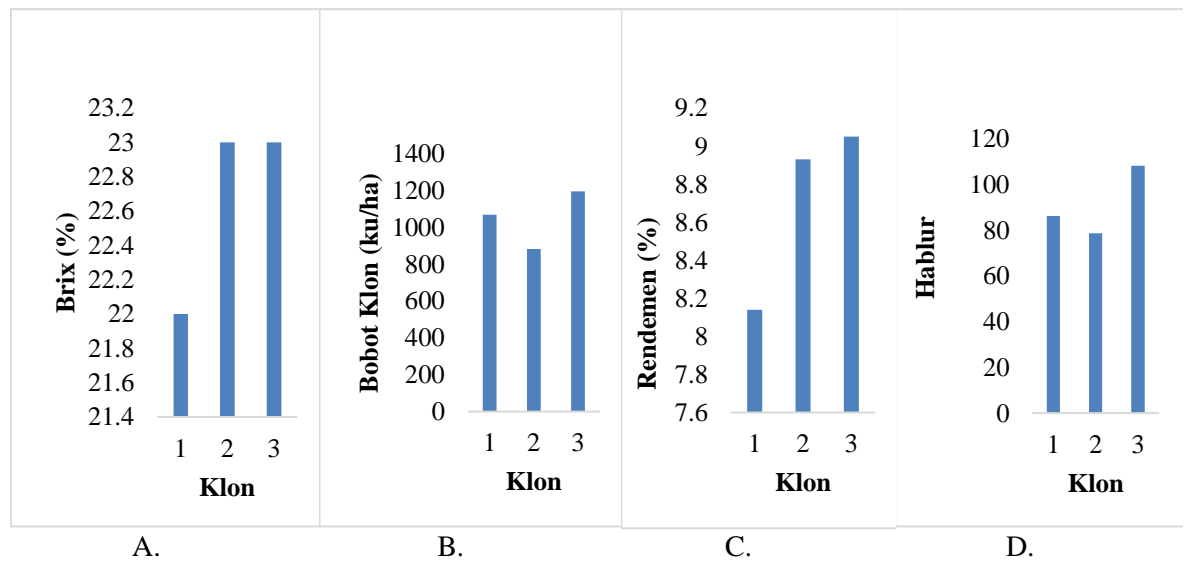 23.2
23
22.8
22.6
22.4
22.2
22
21.8
21.6
21.4
Brix (%)
1 2 3
Klon
1400
1200
1000
800
600
400
200
0
Bobot Klon (ku/ha)
1 2 3
Klon
9.2
9
8.8
8.6
8.4
8.2
8
7.8
7.6
Rendemen (%)
1 2 3
Klon
120
100
80
60
40
20
0
Hablur
1 2 3
Klon
A. B. C. D.